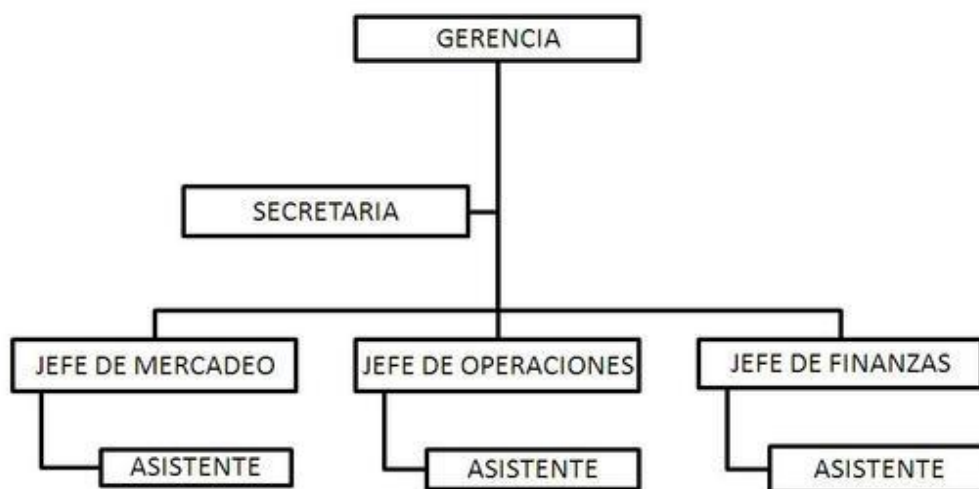 GERENCIA
SECRETARIA
JEFE DE MERCADEO
JEFE DE OPERACIONES
JEFE DE FINANZAS
ASISTENTE
ASISTENTE
ASISTENTE